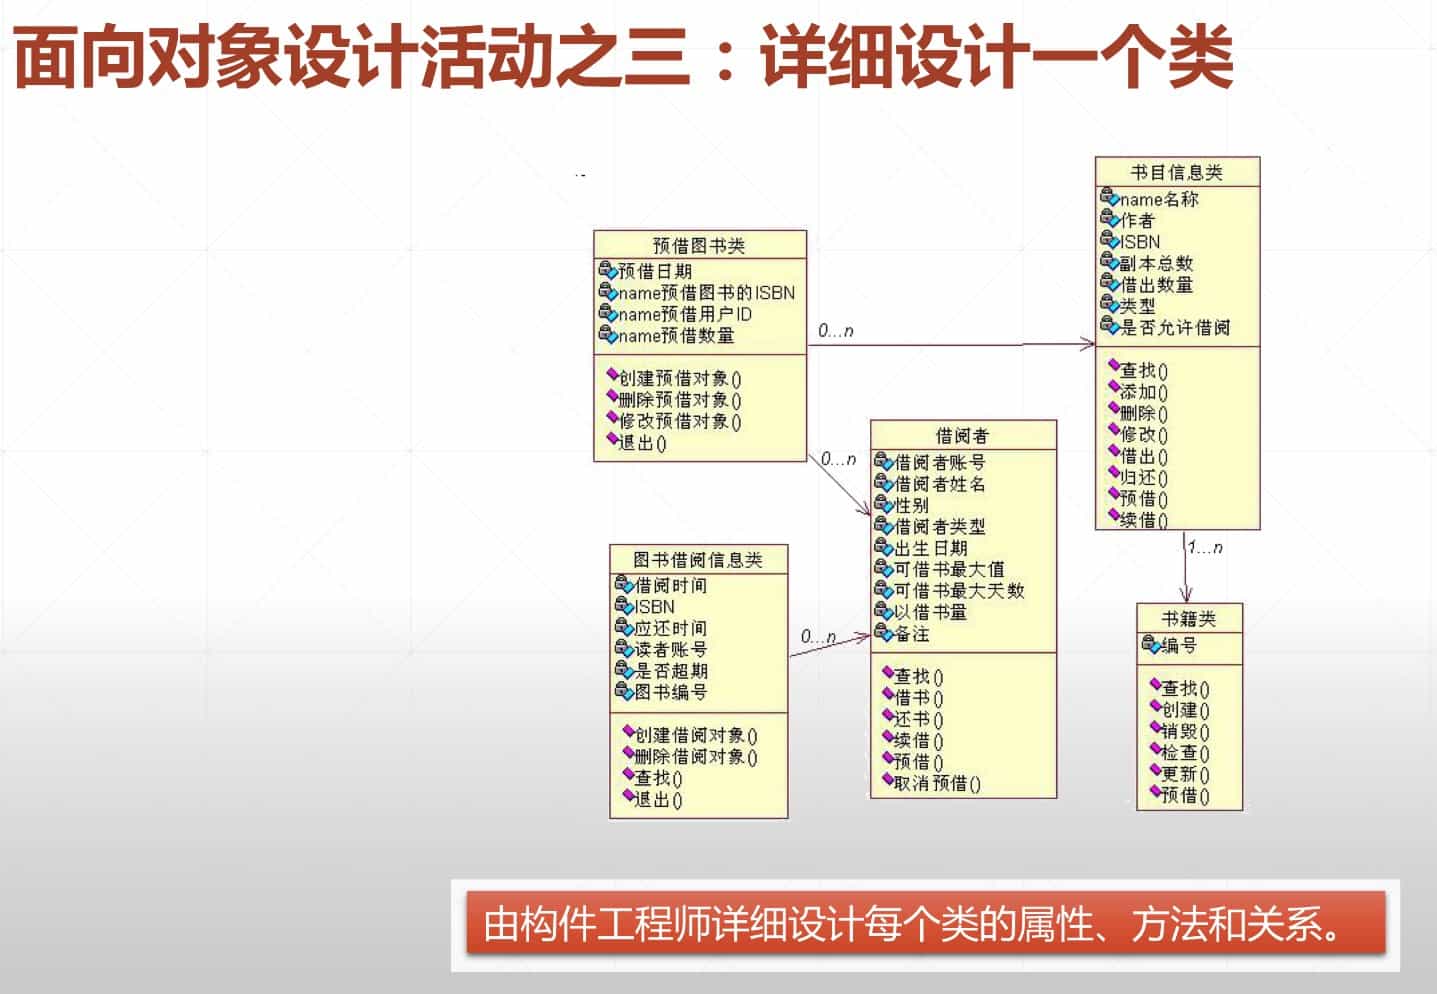 面向对象设计活动之三：详细设计一个类
预借图书类
预借日期
name预借图书的ISBN
name预借用户ID
name预借数量
创建预借对象()
删除预借对象()
修改预借对象()
退出()
0...n
0...n
书目信息类
name名称
作者
ISBN
副本总数
借出数量
类型
是否允许借阅
查找()
添加()
删除()
修改()
借出()
归还()
预借()
续借()
1...n
借阅者
借阅者账号
借阅者姓名
性别
借阅者类型
出生日期
可借书最大值
可借书最大天数
以借书量
备注
查找()
借书()
还书()
续借()
预借()
取消预借()
图书借阅信息类
借阅时间
ISBN
应还时间
读者账号
是否超期
图书编号
创建借阅对象()
删除借阅对象()
查找()
退出()
0...n
书籍类
编号
查找()
创建()
销毁()
检查()
更新()
预借()
由构件工程师详细设计每个类的属性、方法和关系。